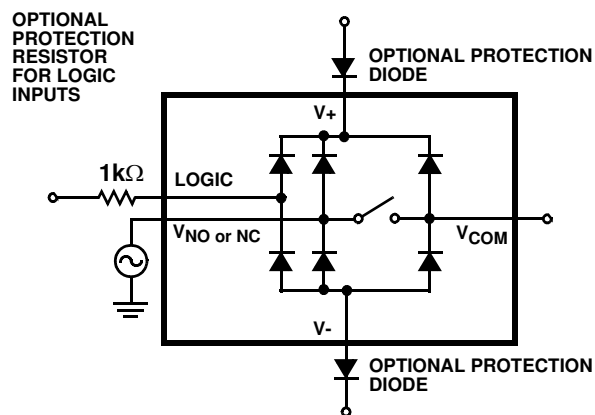 OPTIONAL
PROTECTION
RESISTOR
FOR LOGIC
INPUTS
OPTIONAL PROTECTION
DIODE
V+
1kΩ
LOGIC
VNO or NC
VCOM
V-
OPTIONAL PROTECTION
DIODE